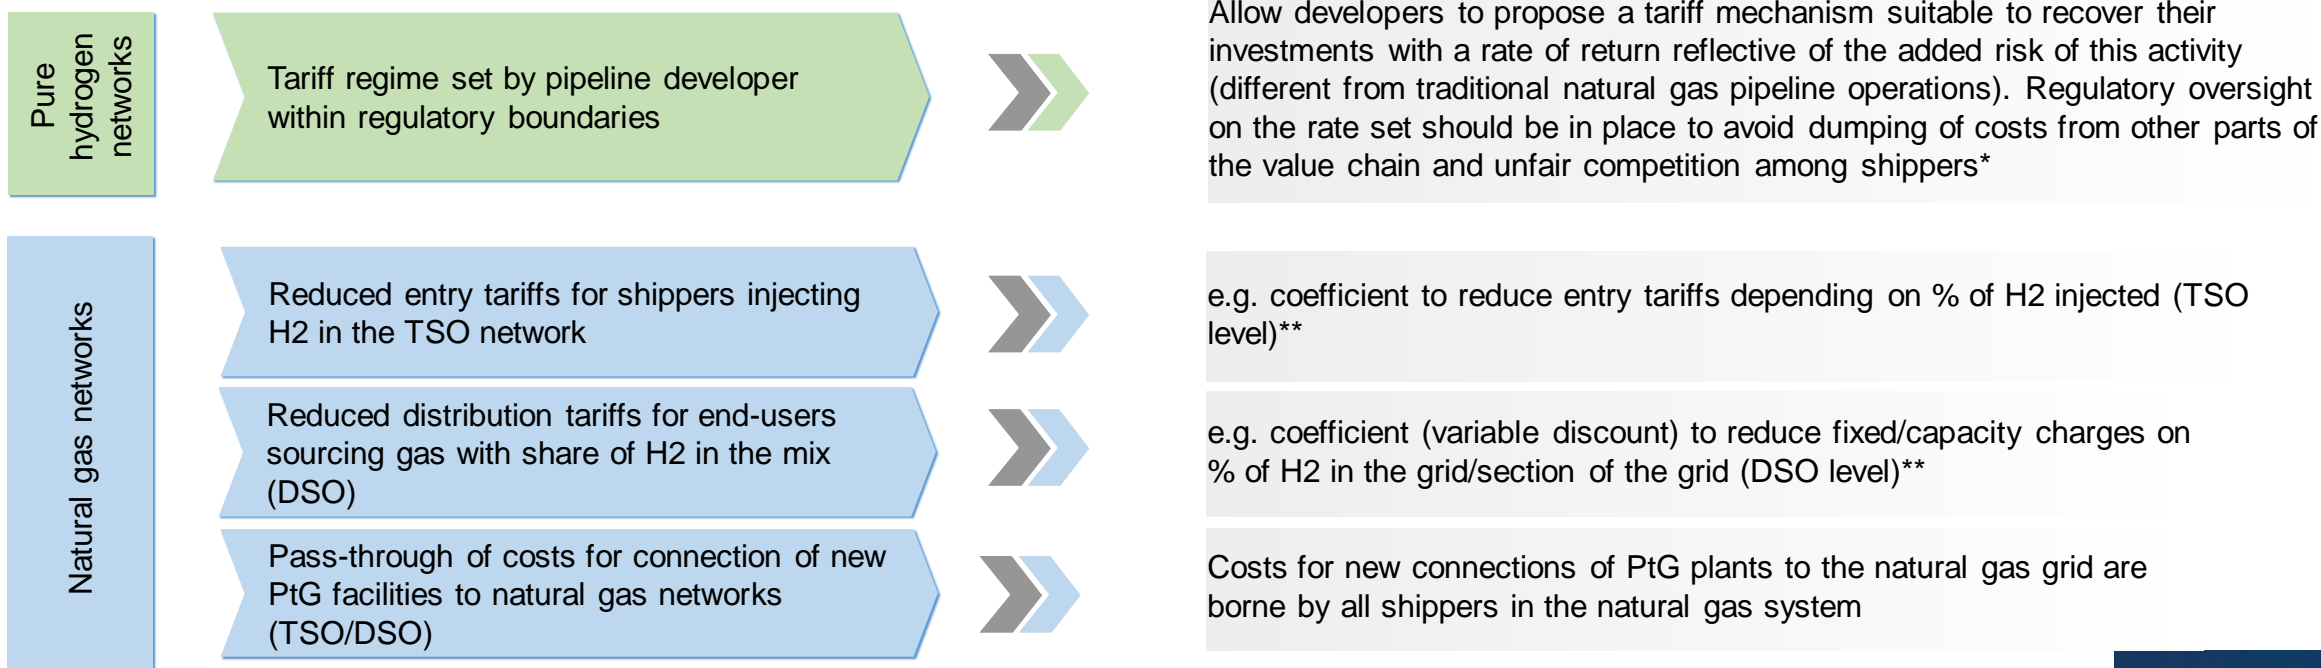 Pure
hydrogen
networks
Tariff regime set by pipeline developer
within regulatory boundaries
Allow developers to propose a tariff mechanism suitable to recover their
investments with a rate of return reflective of the added risk of this activity
(different from traditional natural gas pipeline operations). Regulatory oversight
on the rate set should be in place to avoid dumping of costs from other parts of
the value chain and unfair competition among shippers*
Natural gas networks
Reduced entry tariffs for shippers injecting
H2 in the TSO network
e.g. coefficient to reduce entry tariffs depending on % of H2 injected (TSO
level)**
Reduced distribution tariffs for end-users
sourcing gas with share of H2 in the mix
(DSO)
e.g. coefficient (variable discount) to reduce fixed/capacity charges on
% of H2 in the grid/section of the grid (DSO level)**
Pass-through of costs for connection of new
PtG facilities to natural gas networks
(TSO/DSO)
Costs for new connections of PtG plants to the natural gas grid are
borne by all shippers in the natural gas system